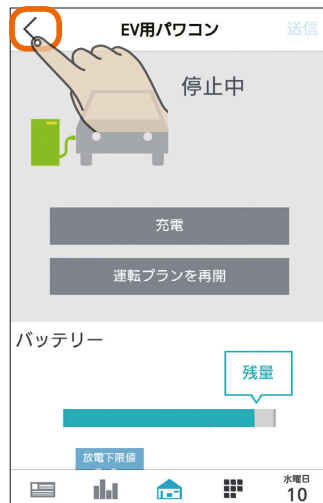 EV用パワコン
送信
停止中
充電
運転プランを再開
バッテリー
残量
放電下限値
水曜日
10